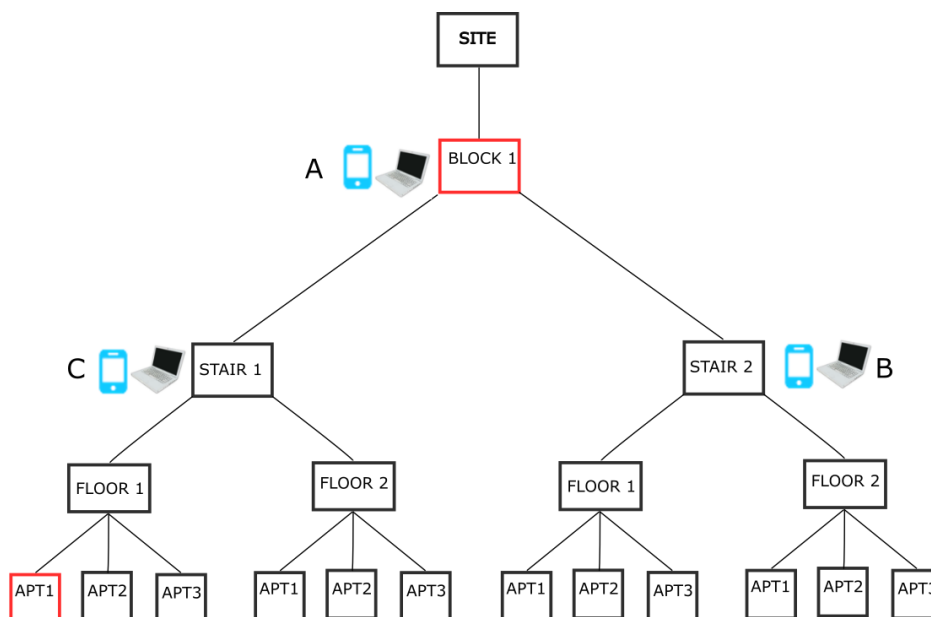 SITE
A
BLOCK 1
C
STAIR 1
STAIR 2
B
FLOOR 1
FLOOR 2
FLOOR 1
FLOOR 2
APT1
APT2
APT3
APT1
APT2
APT3
APT1
APT2
APT3
APT1
APT2
APT3